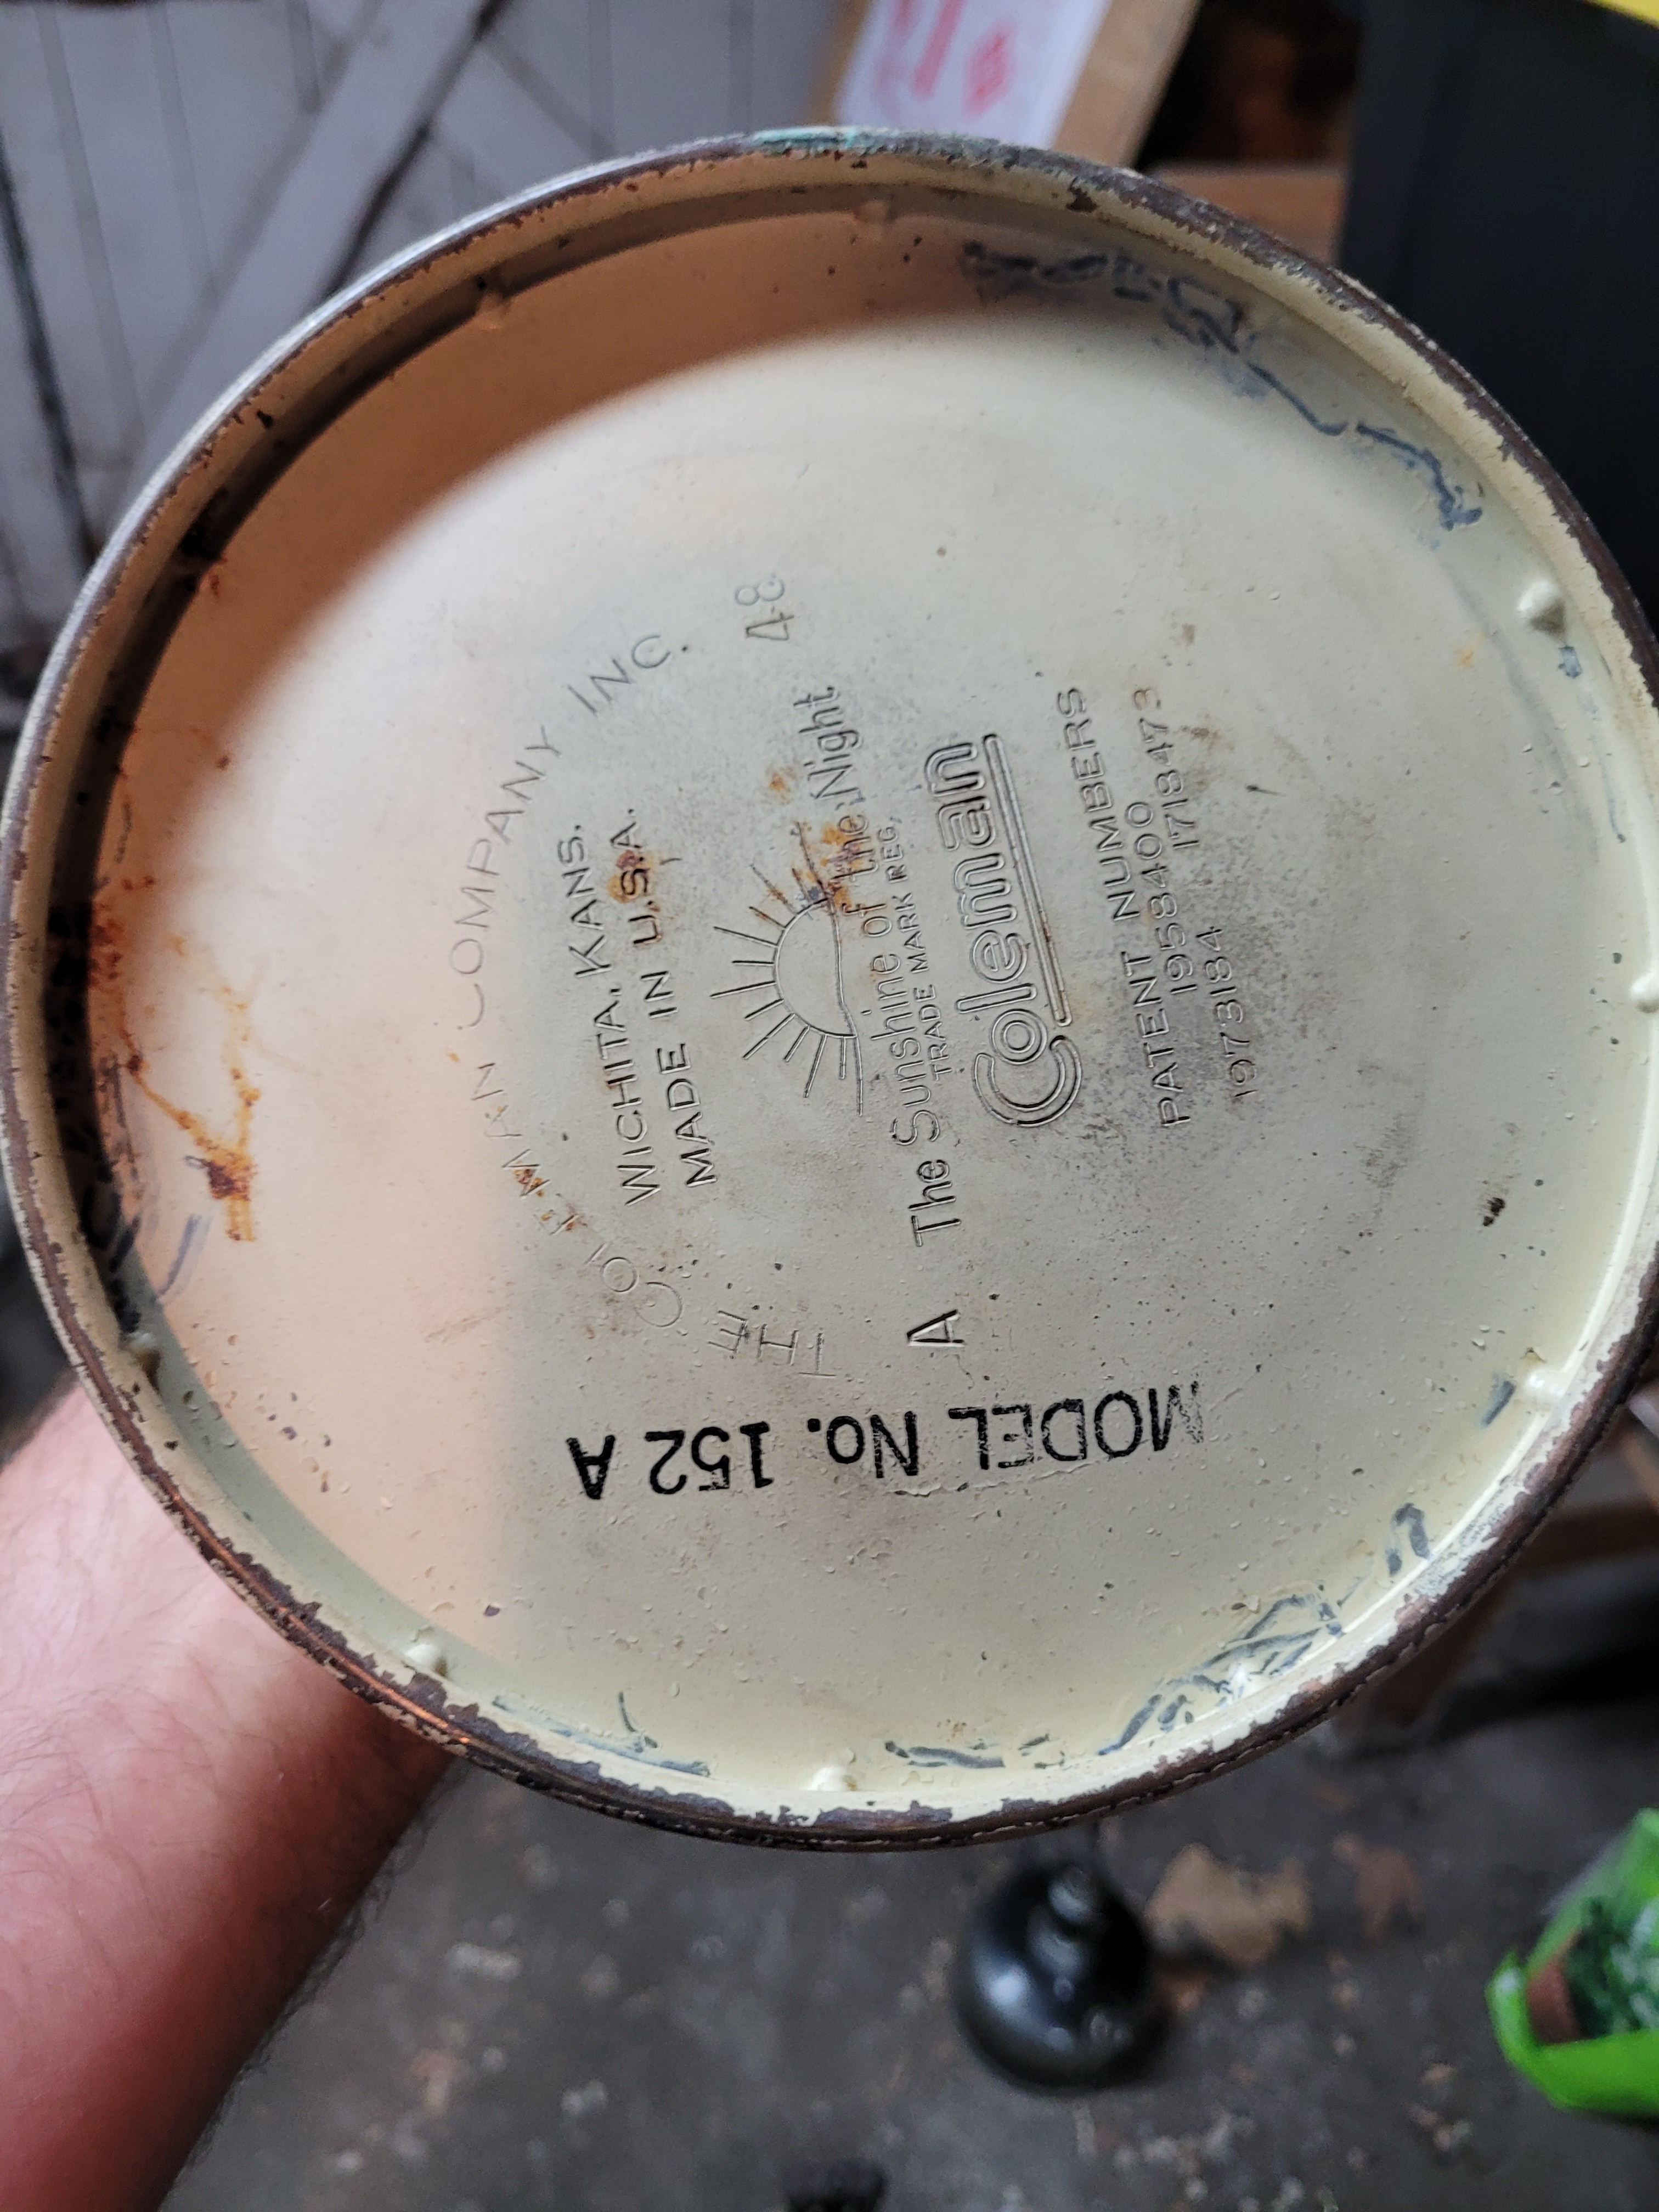 THE COLEMAN COMPANY INC.
WICHITA, KANS.
MADE IN U.S.A.
A 48
The Sunshine of the Night
TRADE MARK REG.
Coleman
PATENT NUMBERS
1958400
1973184 1718473
MODEL No. 152 A